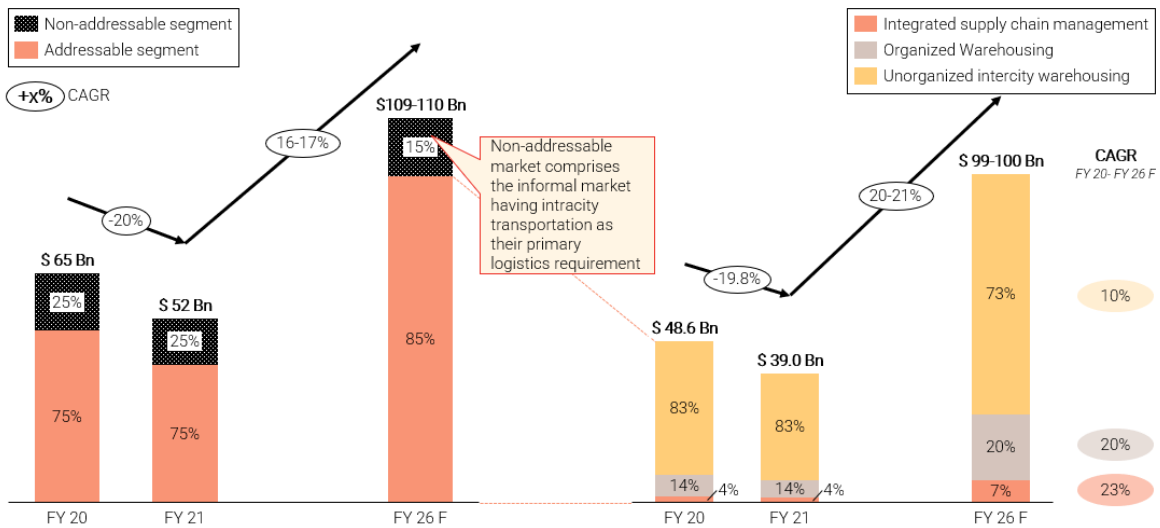 Non-addressable segment
Addressable segment
+x% CAGR
-20%
16-17%
$ 65 Bn
25%
75%
$ 52 Bn
25%
75%
$109-110 Bn
15%
85%
FY 20
FY 21
FY 26 F
Non-addressable
market comprises
the informal market
having intracity
transportation as
their primary
logistics requirement
Integrated supply chain management
Organized Warehousing
Unorganized intercity warehousing
-19.8%
20-21%
$ 48.6 Bn
83%
14%
4%
$ 39.0 Bn
83%
14%
4%
$ 99-100 Bn
73%
20%
7%
FY 20
FY 21
FY 26 F
CAGR
FY 20- FY 26 F
10%
20%
23%